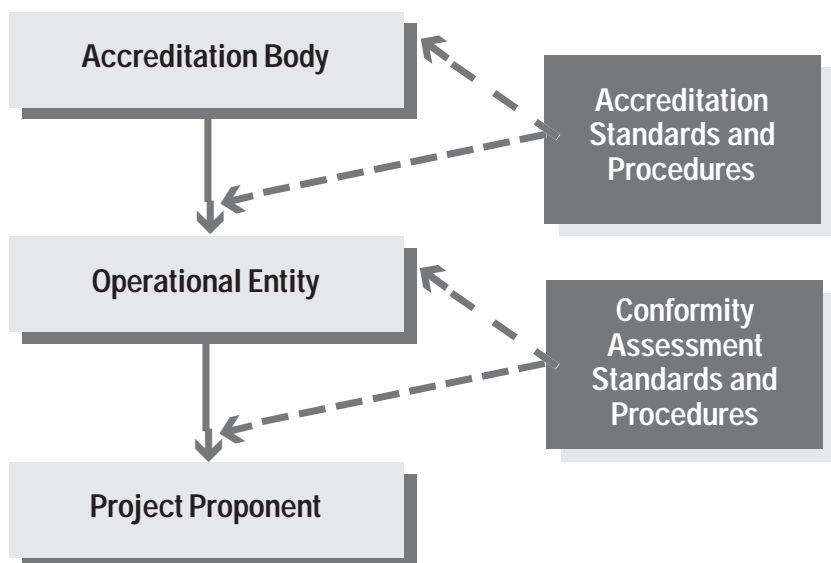 Accreditation Body
Accreditation
Standards and
Procedures
Operational Entity
Conformity
Assessment
Standards and
Procedures
Project Proponent